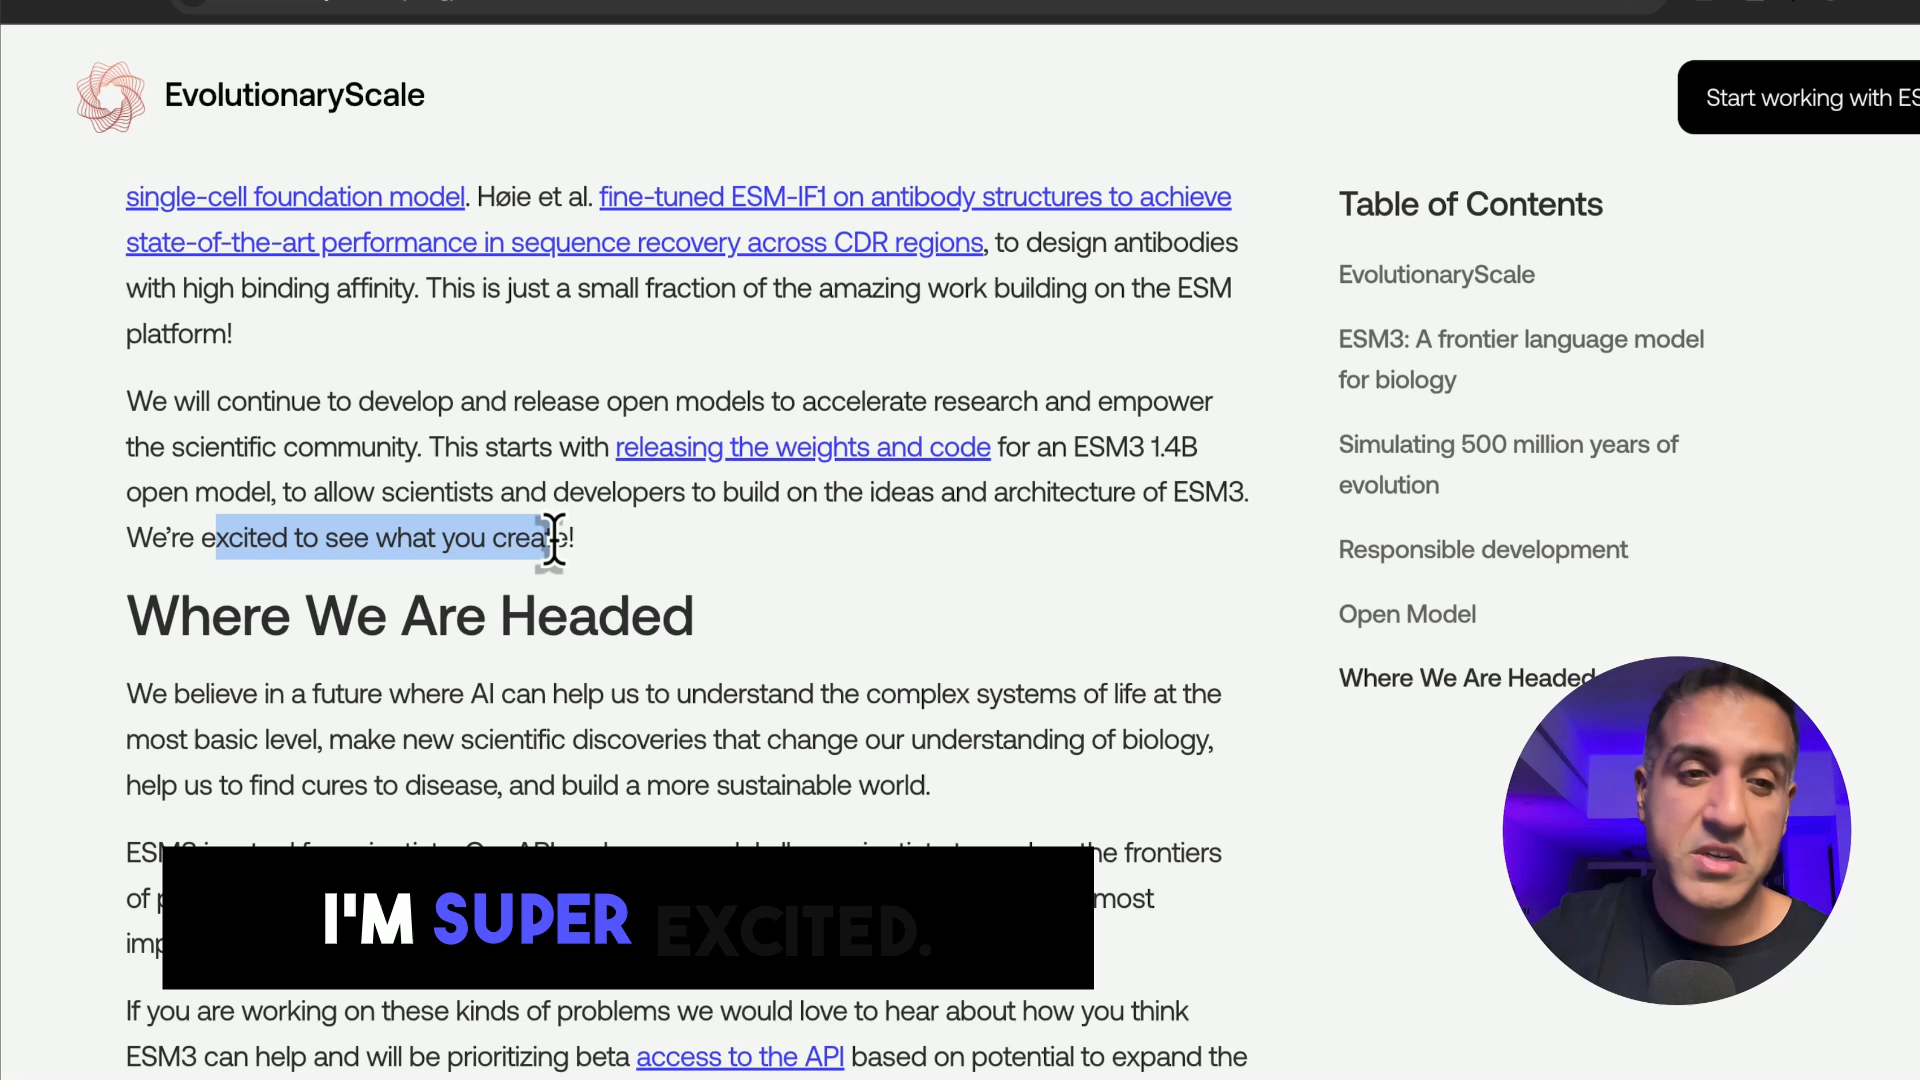 EvolutionaryScale
Start working with ES
single-cell foundation model. Høie et al. fine-tuned ESM-IF1 on antibody structures to achieve
state-of-the-art performance in sequence recovery across CDR regions, to design antibodies
with high binding affinity. This is just a small fraction of the amazing work building on the ESM
platform!
We will continue to develop and release open models to accelerate research and empower
the scientific community. This starts with releasing the weights and code for an ESM3 1.4B
open model, to allow scientists and developers to build on the ideas and architecture of ESM3.
We’re excited to see what you create!
Where We Are Headed
We believe in a future where AI can help us to understand the complex systems of life at the
most basic level, make new scientific discoveries that change our understanding of biology,
help us to find cures to disease, and build a more sustainable world.
the frontiers
of most
I'M SUPER EXCITED.
If you are working on these kinds of problems we would love to hear about how you think
ESM3 can help and will be prioritizing beta access to the API based on potential to expand the
Table of Contents
EvolutionaryScale
ESM3: A frontier language model
for biology
Simulating 500 million years of
evolution
Responsible development
Open Model
Where We Are Headed